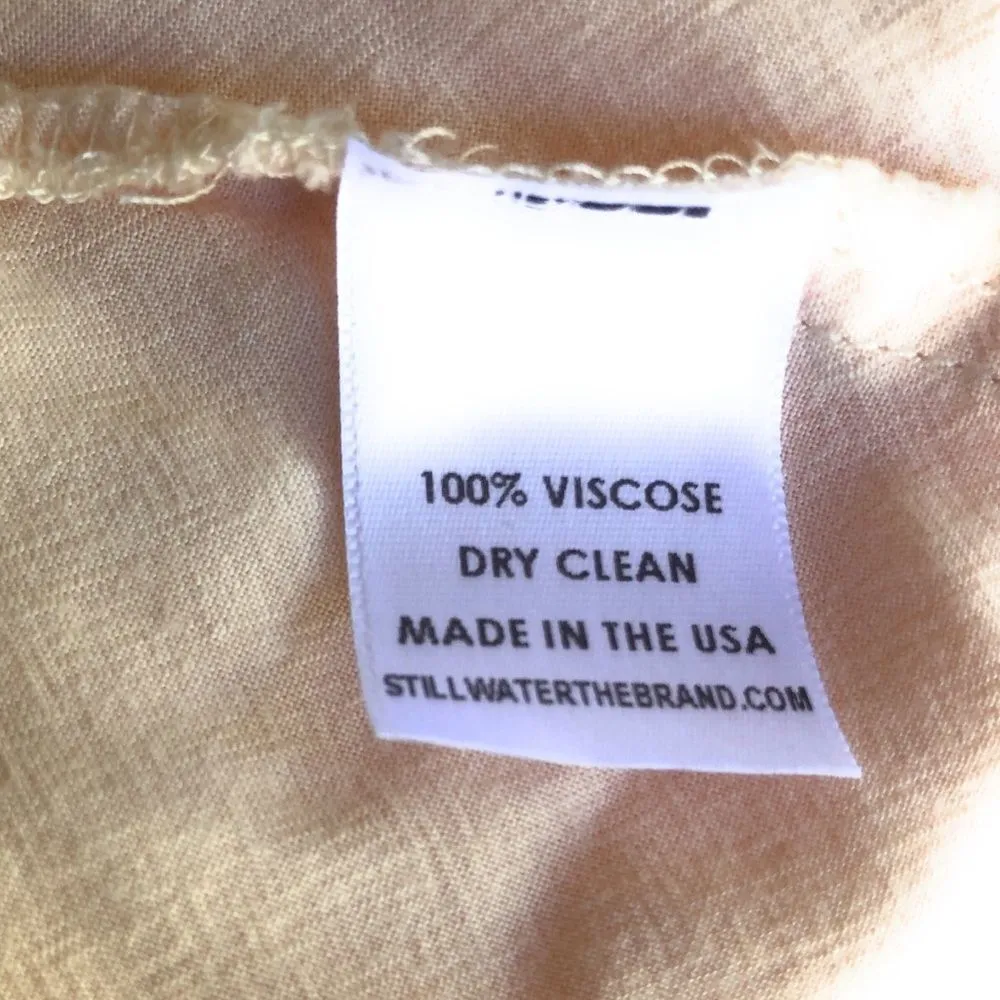 100% VISCOSE
DRY CLEAN
MADE IN THE USA
STILLWATERTHEBRAND.COM